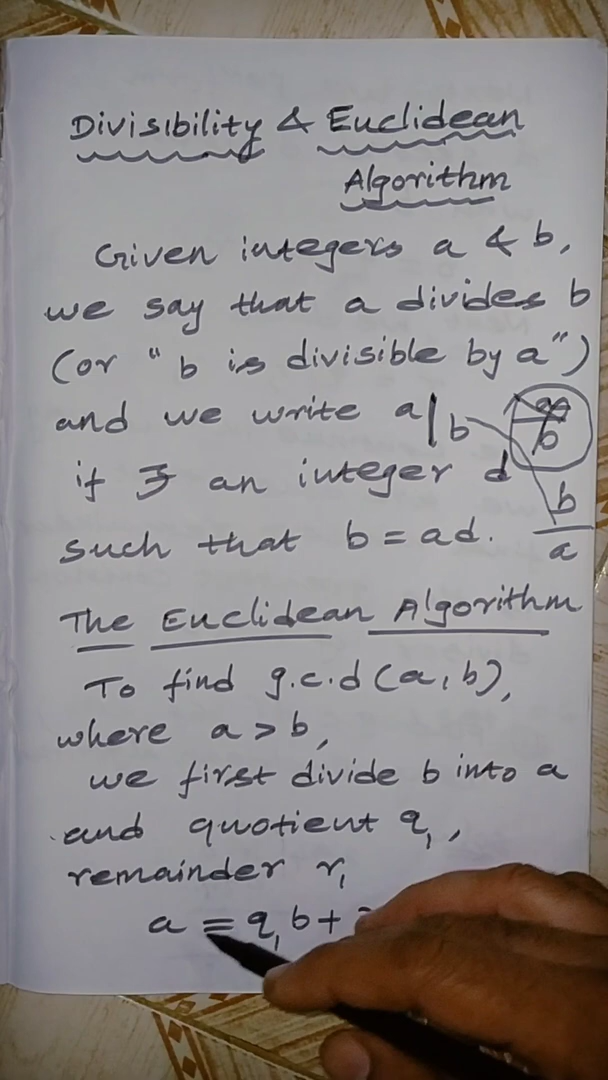 Divisibility & Euclidean
Algorithm
Given integers a & b,
we say that a divides b
(or "b is divisible by a")
and we write a|b
b
if ∃ an integer d
b
a
such that b = ad.
The Euclidean Algorithm
To find g.c.d (a, b),
where a > b,
we first divide b into a
and quotient q₁,
remainder r₁
a = q₁ b +